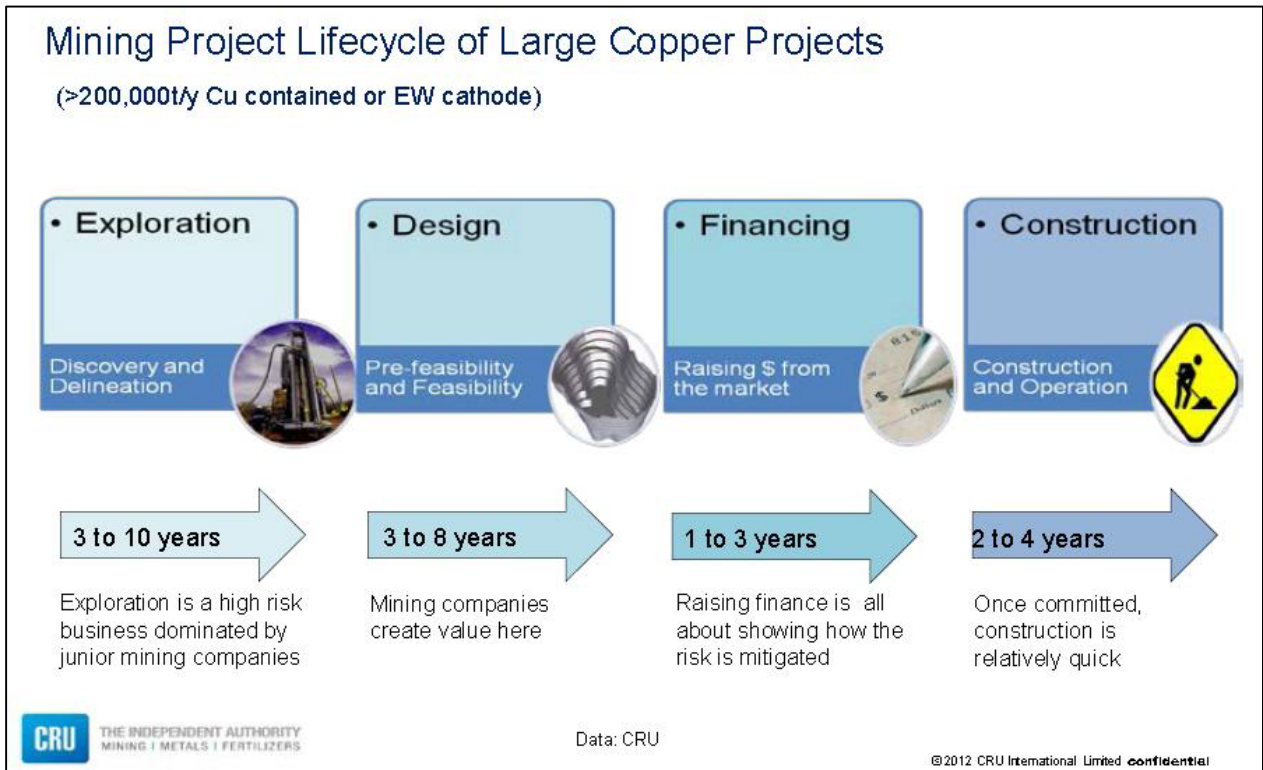 Mining Project Lifecycle of Large Copper Projects
(>200,000t/y Cu contained or EW cathode)
• Exploration
Discovery and
Delineation
• Design
Pre-feasibility
and Feasibility
• Financing
Raising $ from
the market
815
$
Dollars
• Construction
Construction
and Operation
3 to 10 years
3 to 8 years
1 to 3 years
2 to 4 years
Exploration is a high risk
business dominated by
junior mining companies
Mining companies
create value here
Raising finance is all
about showing how the
risk is mitigated
Once committed,
construction is
relatively quick
CRU
THE INDEPENDENT AUTHORITY
MINING | METALS | FERTILIZERS
Data: CRU
©2012 CRU International Limited confidential